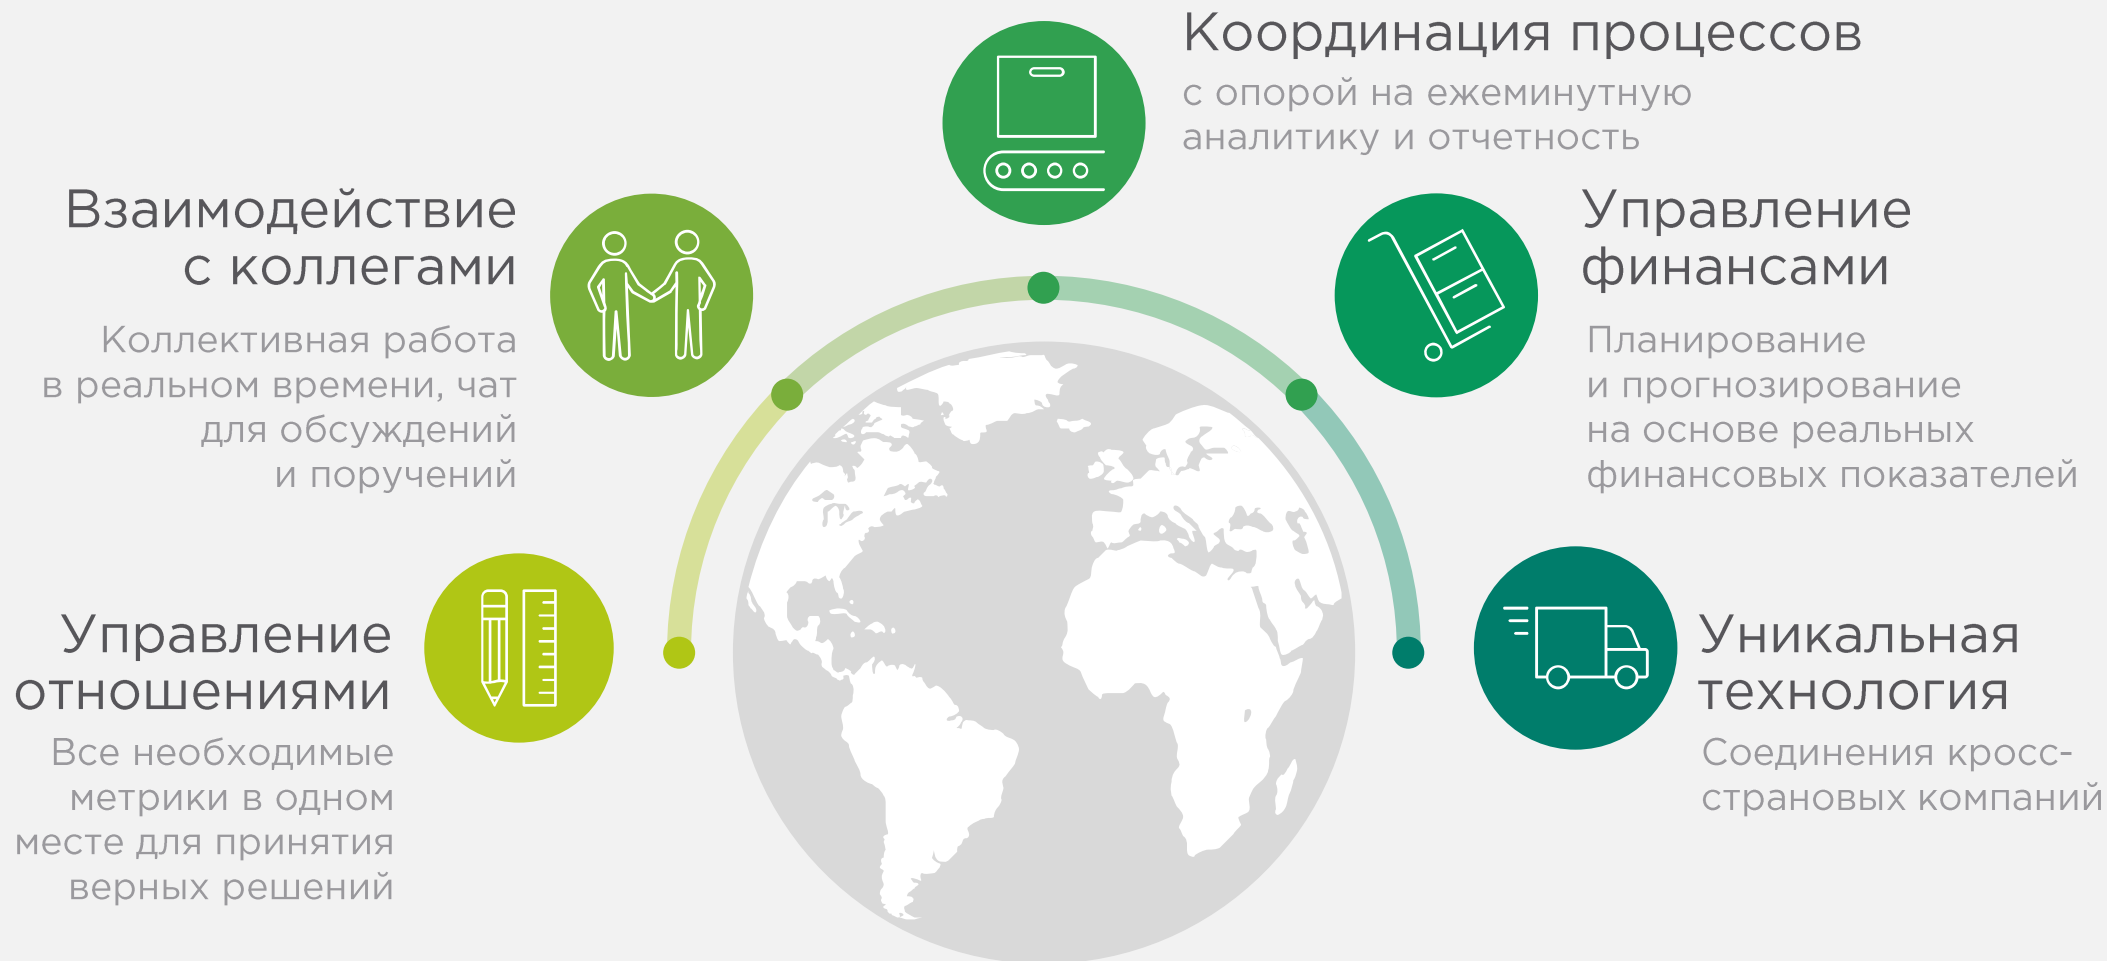 Координация процессов
с опорой на ежеминутную
аналитику и отчетность
Взаимодействие
с коллегами
Коллективная работа
в реальном времени, чат
для обсуждений
и поручений
Управление
финансами
Планирование
и прогнозирование
на основе реальных
финансовых показателей
Управление
отношениями
Все необходимые
метрики в одном
месте для принятия
верных решений
Уникальная
технология
Соединения кросс-
страновых компаний